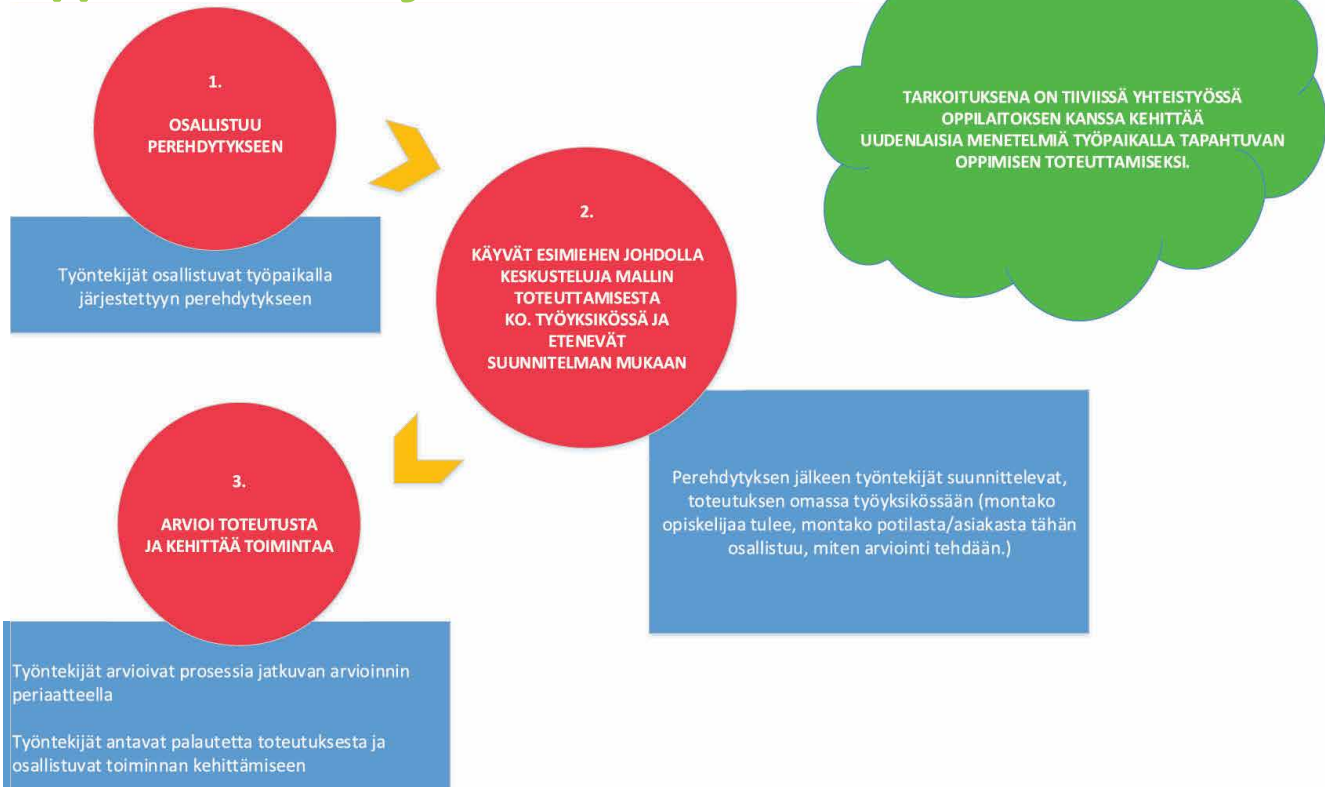 1.
OSALLISTUU
PEREHDYTYKSEEN
Työntekijät osallistuvat työpaikalla
järjestettyyn perehdytykseen
TARKOITUKSENA ON TIIVIISSÄ YHTEISTYÖSSÄ
OPPILAITOKSEN KANSSA KEHITTÄÄ
UUDENLAISIA MENETELMIÄ TYÖPAIKALLA TAPAHTUVAN
OPPIMISEN TOTEUTTAMISEKSI.
2.
KÄYVÄT ESIMIEHEN JOHDOLLA
KESKUSTELUJA MALLIN
TOTEUTTAMISESTA
KO. TYÖYKSIKÖSSÄ JA
ETENEVÄT
SUUNNITELMAN MUKAAN
Perehdytyksen jälkeen työntekijät suunnittelevat,
toteutuksen omassa työyksikössään (montako
opiskelijaa tulee, montako potilasta/asiakasta tähän
osallistuu, miten arviointi tehdään.)
3.
ARVIOI TOTEUTUSTA
JA KEHITTÄÄ TOIMINTAA
Työntekijät arvioivat prosessia jatkuvan arvioinnin
periaatteella
Työntekijät antavat palautetta toteutuksesta ja
osallistuvat toiminnan kehittämiseen